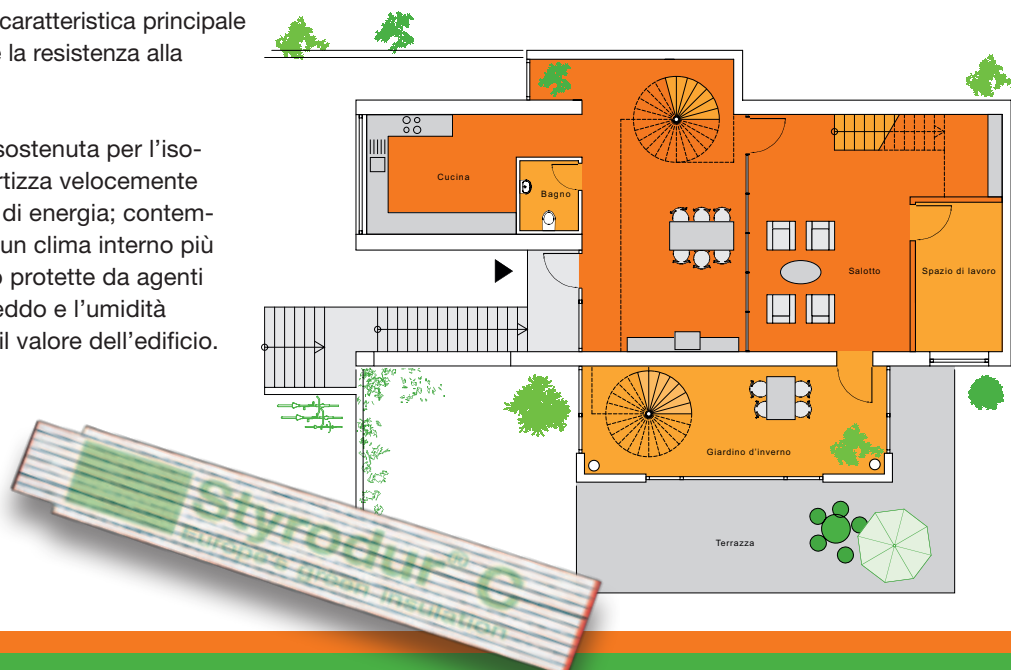 caratteristica principale
e la resistenza alla
sostenuta per l'iso-
rtizza velocemente
di energia; contem-
un clima interno più
o protette da agenti
eddo e l'umidità
il valore dell'edificio.
Cucina
Bagno
Salotto
Spazio di lavoro
Giardino d'inverno
Terrazza
Styrodur® C
Europe's green insulation